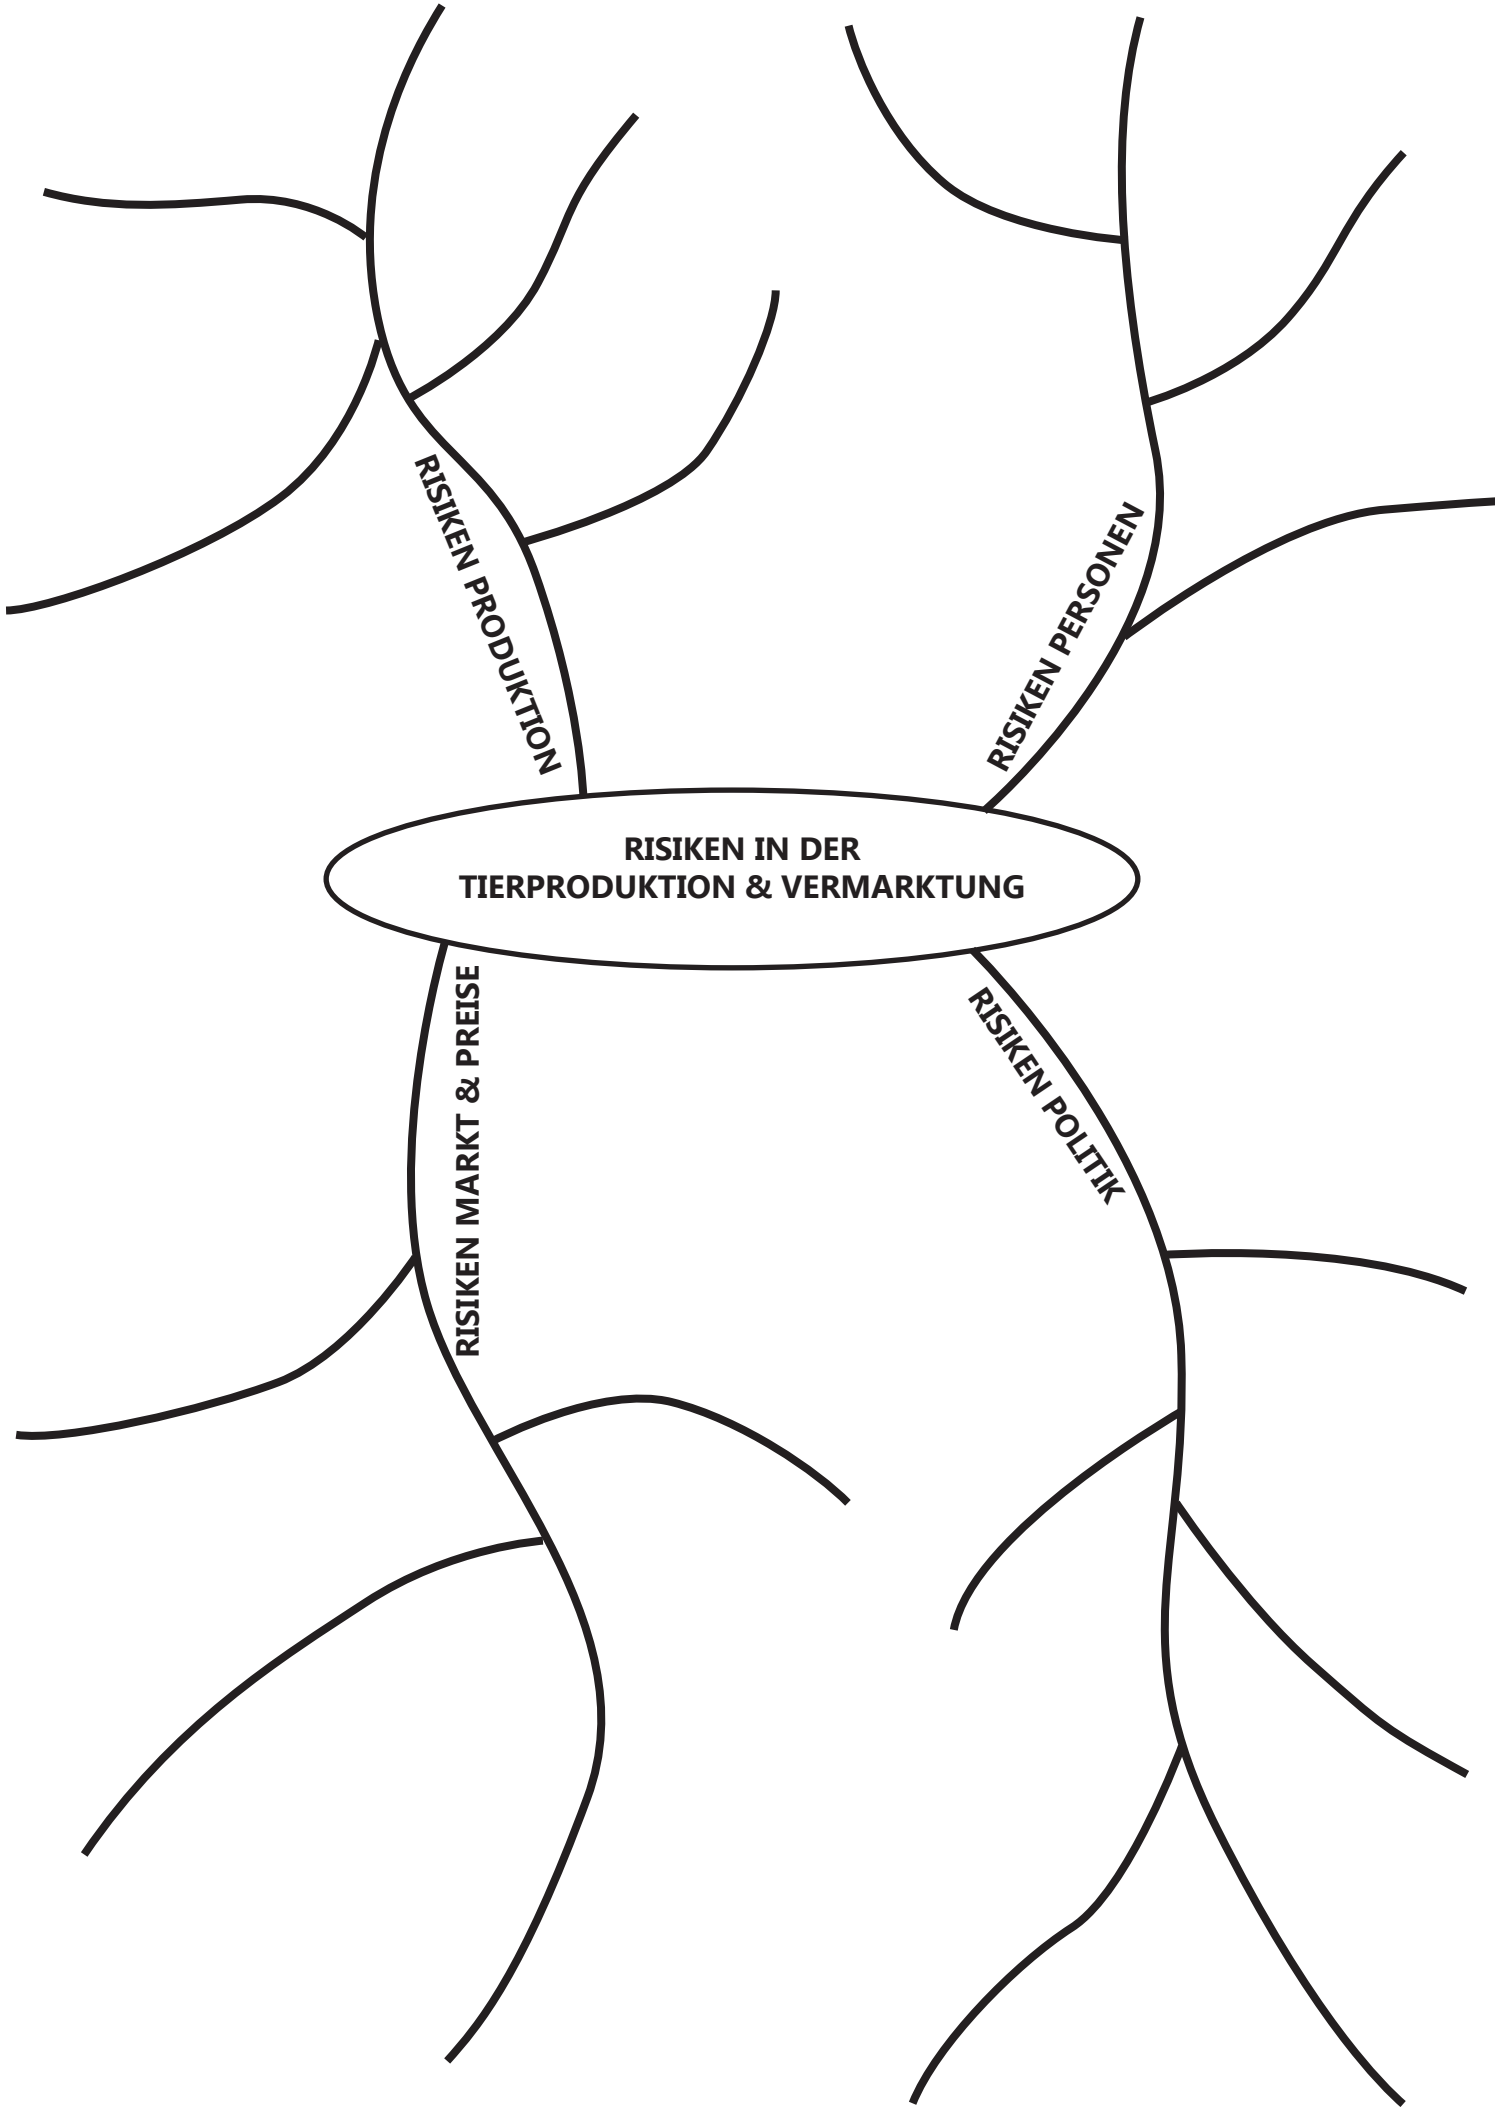 RISIKEN PRODUKTION
RISIKEN PERSONEN
RISIKEN IN DER
TIERPRODUKTION & VERMARKTUNG
RISIKEN MARKT & PREISE
RISIKEN POLITIK